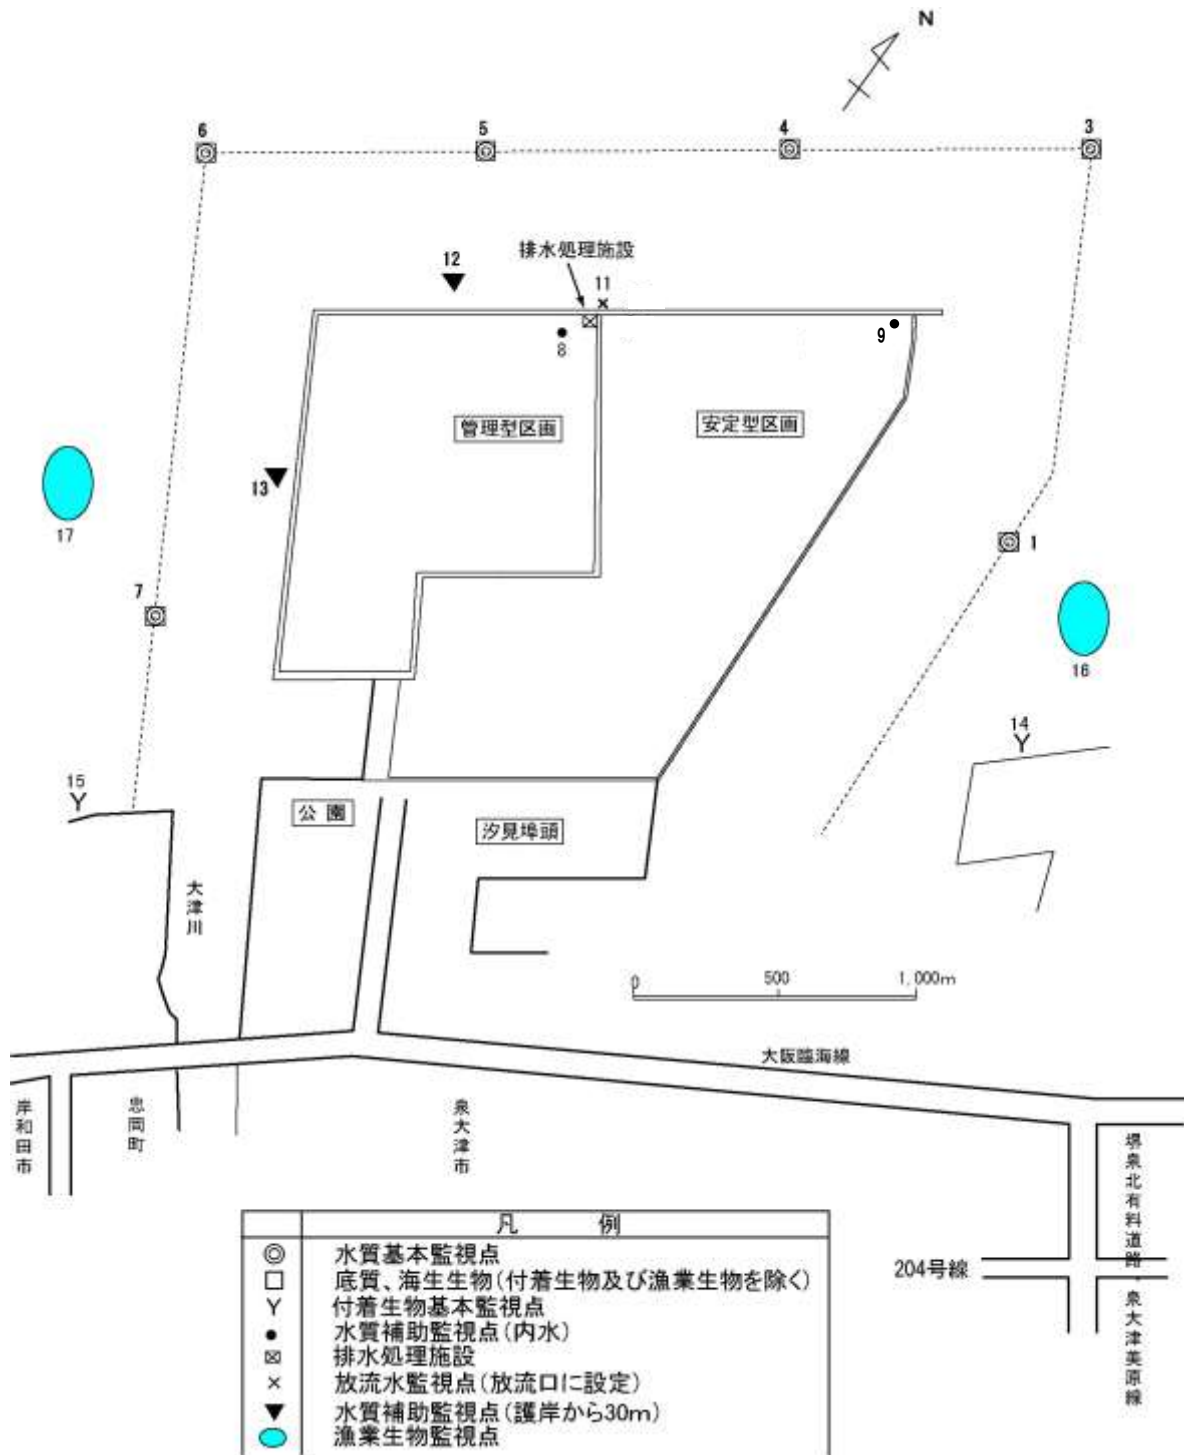 N
6
5
4
3
12
排水処理施設
11
8
9
管理型区画
安定型区画
13
17
7
1
16
14
15
公園
汐見埠頭
大津川
0 500 1,000m
大阪臨海線
岸和田市
忠岡町
泉大津市
堺泉北有料道路・泉大津美原線
204号線
凡 例
◎ 水質基本監視点
□ 底質、海生生物(付着生物及び漁業生物を除く)
Y 付着生物基本監視点
● 水質補助監視点(内水)
⊠ 排水処理施設
× 放流水監視点(放流口に設定)
▼ 水質補助監視点(護岸から30m)
漁業生物監視点